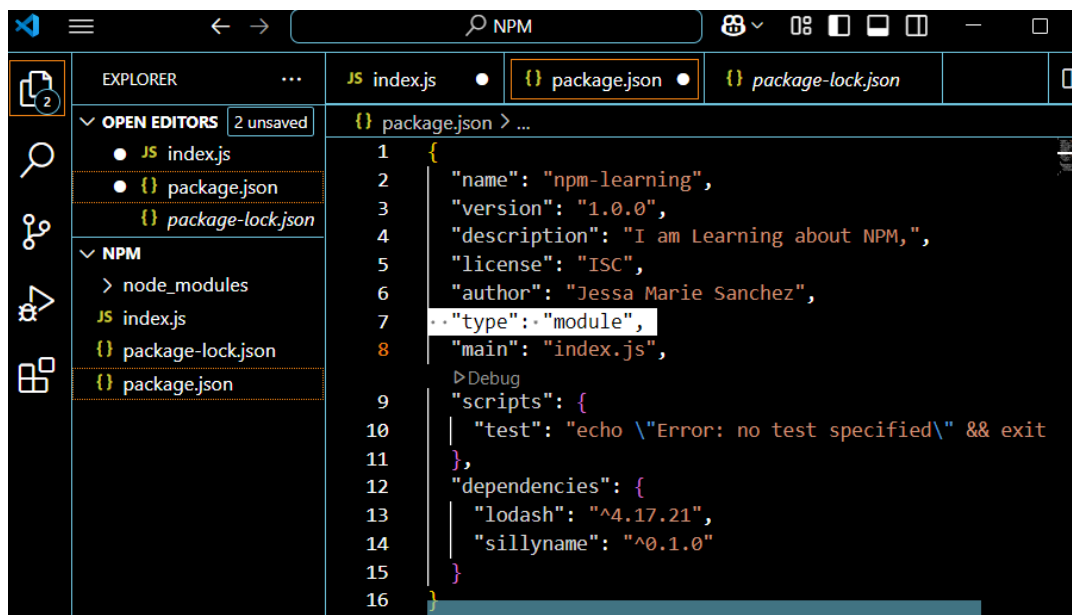 NPM
EXPLORER ...
2
OPEN EDITORS 2 unsaved
JS index.js
{} package.json
{} package-lock.json
NPM
node_modules
JS index.js
{} package-lock.json
{} package.json
JS index.js
{} package.json
{} package-lock.json
{} package.json > ...
1 {
2 "name": "npm-learning",
3 "version": "1.0.0",
4 "description": "I am Learning about NPM,",
5 "license": "ISC",
6 "author": "Jessa Marie Sanchez",
7 "type": "module",
8 "main": "index.js",
Debug
9 "scripts": {
10 "test": "echo \"Error: no test specified\" && exit
11 },
12 "dependencies": {
13 "lodash": "^4.17.21",
14 "sillyname": "^0.1.0"
15 }
16 }